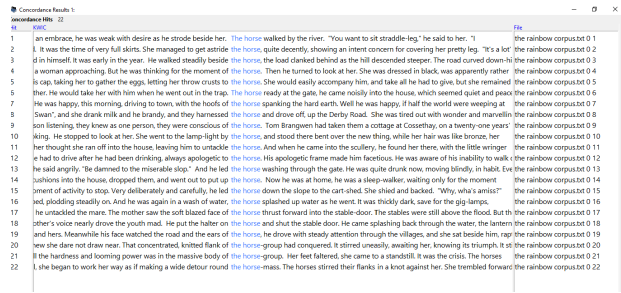 Concordance Results 1:
Concordance Hits 22
Hit KWIC File
1 an embrace, he was weak with desire as he strode beside her. The horse walked by the river. "You want to sit straddle-leg," he said to her. "I the rainbow corpus.txt 0 1
2 l. It was the time of very full skirts. She managed to get astride the horse, quite decently, showing an intent concern for covering her pretty leg. "It's a lot' the rainbow corpus.txt 0 2
3 d in himself. It was early in the year. He walked steadily beside the horse, the load clanked behind as the hill descended steeper. The road curved down-hi the rainbow corpus.txt 0 3
4 a woman approaching. But he was thinking for the moment of the horse. Then he turned to look at her. She was dressed in black, was apparently rather the rainbow corpus.txt 0 4
5 is cap, taking her to gather the eggs, letting her throw crusts to the horse. She would easily accompany him, and take all he had to give, but she remained the rainbow corpus.txt 0 5
6 ther. He would take her with him when he went out in the trap. The horse ready at the gate, he came noisily into the house, which seemed quiet and peace the rainbow corpus.txt 0 6
7 He was happy, this morning, driving to town, with the hoofs of the horse spanking the hard earth. Well he was happy, if half the world were weeping at the rainbow corpus.txt 0 7
8 Swan", and she drank milk and brandy, and they harnessed the horse and drove off, up the Derby Road. She was tired out with wonder and marvellin the rainbow corpus.txt 0 8
9 son listening, they knew as one person, they were conscious of the horse. Tom Brangwen had taken them a cottage at Cossethay, on a twenty-one years' the rainbow corpus.txt 0 9
10 oking. He stopped to look at her. She went to the lamp-light by the horse, and stood there bent over the new thing, while her hair was like bronze, her the rainbow corpus.txt 0 10
11 her thought she ran off into the house, leaving him to untackle the horse. And when he came into the scullery, he found her there, with the little wringer the rainbow corpus.txt 0 11
12 e had to drive after he had been drinking, always apologetic to the horse. His apologetic frame made him facetious. He was aware of his inability to walk the rainbow corpus.txt 0 12
13 he said angrily. "Be damned to the miserable slop." And he led the horse washing through the gate. He was quite drunk now, moving blindly, in habit. Eve the rainbow corpus.txt 0 13
14 cushions into the house, dropped them, and went out to put up the horse. Now he was at home, he was a sleep-walker, waiting only for the moment the rainbow corpus.txt 0 14
15 oment of activity to stop. Very deliberately and carefully, he led the horse down the slope to the cart-shed. She shied and backed. "Why, wha's amiss?" the rainbow corpus.txt 0 15
16 ped, plodding steadily on. And he was again in a wash of water, the horse splashed up water as he went. It was thickly dark, save for the gig-lamps, the rainbow corpus.txt 0 16
17 he untackled the mare. The mother saw the soft blazed face of the horse thrust forward into the stable-door. The stables were still above the flood. But th the rainbow corpus.txt 0 17
18 other's voice nearly drove the youth mad. He put the halter on the horse and shut the stable door. He came splashing back through the water, the lantern the rainbow corpus.txt 0 18
19 and hers. Meanwhile his face watched the road and the ears of the horse, he drove with steady attention through the villages, and she sat beside him, rap the rainbow corpus.txt 0 19
20 new she dare not draw near. That concentrated, knitted flank of the horse-group had conquered. It stirred uneasily, awaiting her, knowing its triumph. It sti the rainbow corpus.txt 0 20
21 ll the hardness and looming power was in the massive body of the horse-group. Her feet faltered, she came to a standstill. It was the crisis. The horses the rainbow corpus.txt 0 21
22 l. she began to work her way as if making a wide detour round the horse-mass. The horses stirred their flanks in a knot against her. She trembled forward the rainbow corpus.txt 0 22